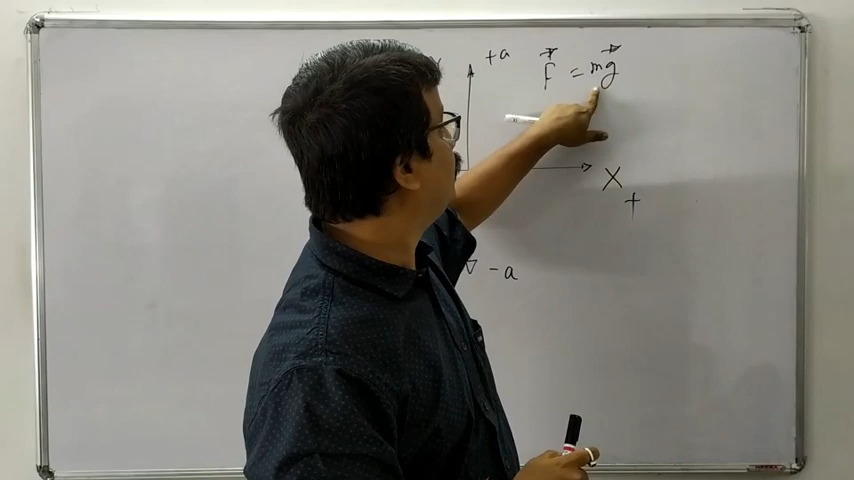 +a
f = mg
X
+
- a